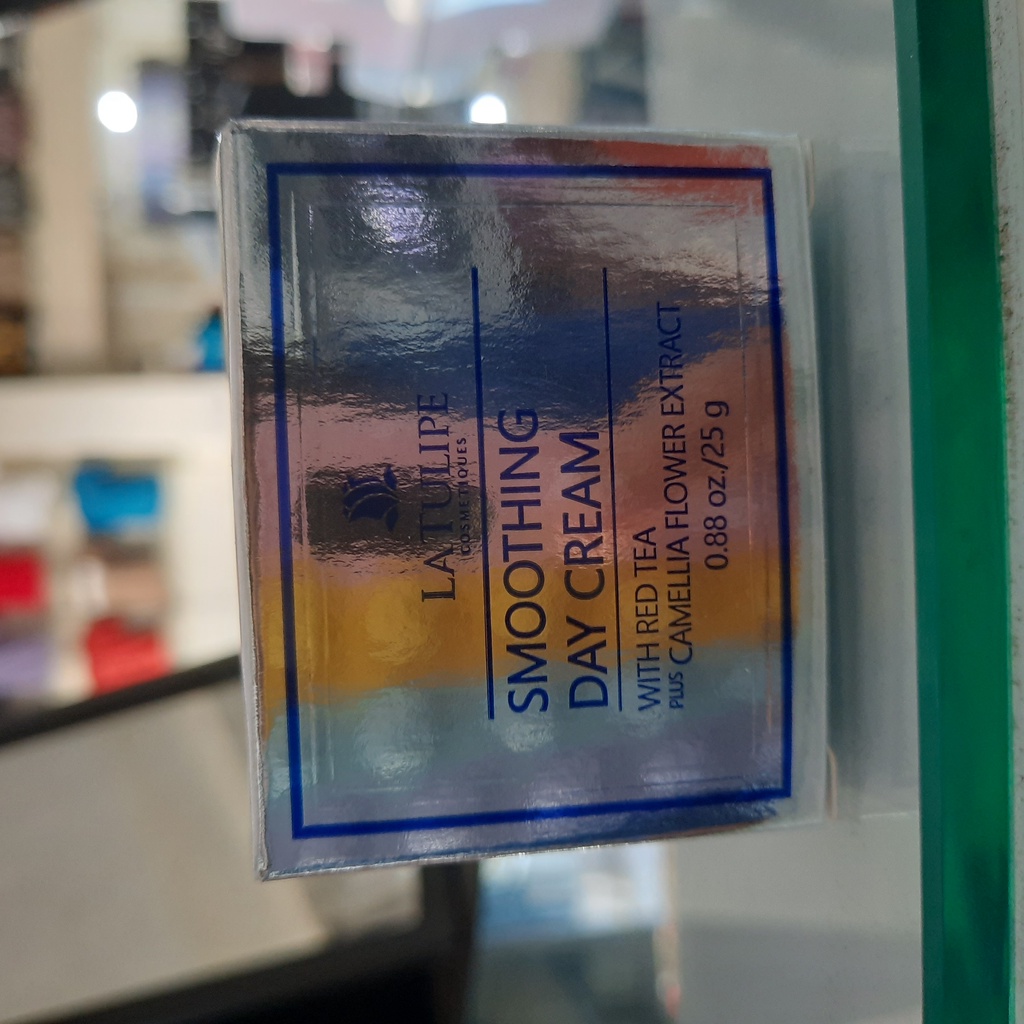 LA TULIPE
COSMETIQUES
SMOOTHING
DAY CREAM
WITH RED TEA
PLUS CAMELLIA FLOWER EXTRACT
0.88 oz./25 g